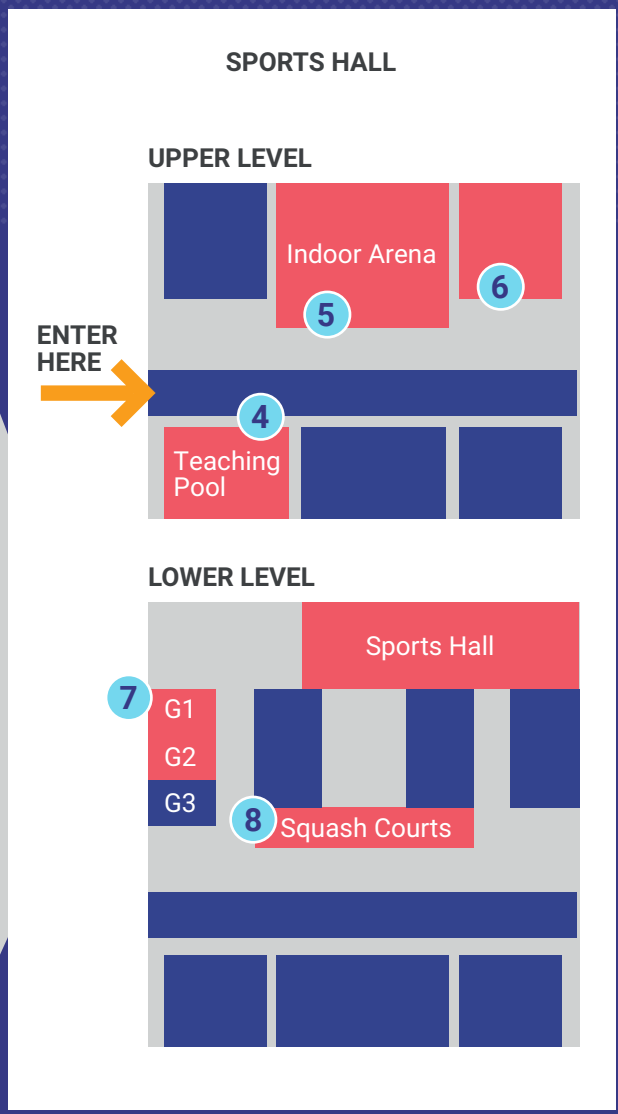 SPORTS HALL
UPPER LEVEL
Indoor Arena
6
5
ENTER
HERE
4
Teaching
Pool
LOWER LEVEL
Sports Hall
7
G1
G2
G3
8
Squash Courts